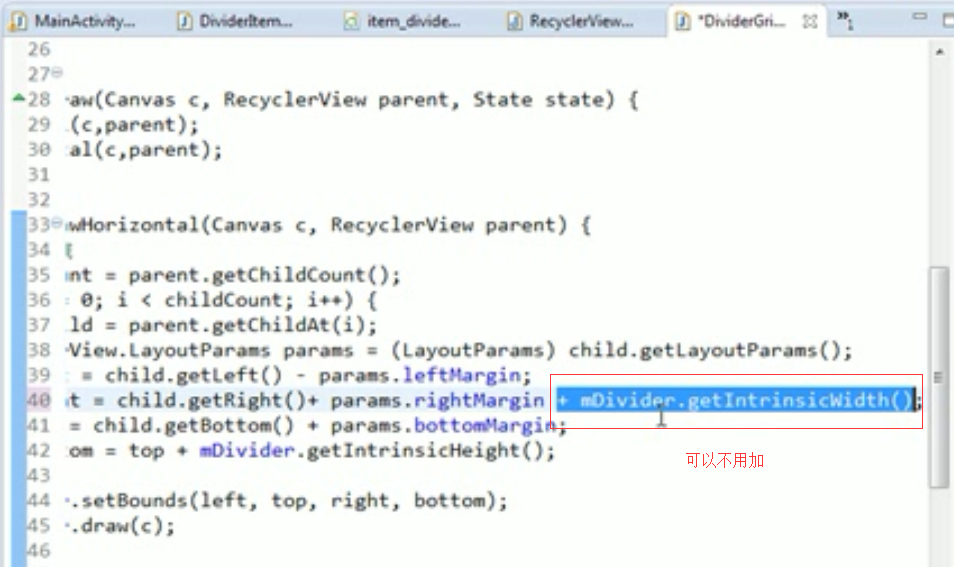 MainActivity... DividerItem... item_divide... RecyclerView... *DividerGri... »1
26
27
28 aw(Canvas c, RecyclerView parent, State state) {
29 (c,parent);
30 al(c,parent);
31
32
33 wHorizontal(Canvas c, RecyclerView parent) {
34
35 nt = parent.getChildCount();
36 0; i < childCount; i++) {
37 ld = parent.getChildAt(i);
38 View.LayoutParams params = (LayoutParams) child.getLayoutParams();
39 = child.getLeft() - params.leftMargin;
40 t = child.getRight()+ params.rightMargin + mDivider.getIntrinsicWidth();
41 = child.getBottom() + params.bottomMargin;
42 om = top + mDivider.getIntrinsicHeight();
可以不用加
43
44 .setBounds(left, top, right, bottom);
45 .draw(c);
46